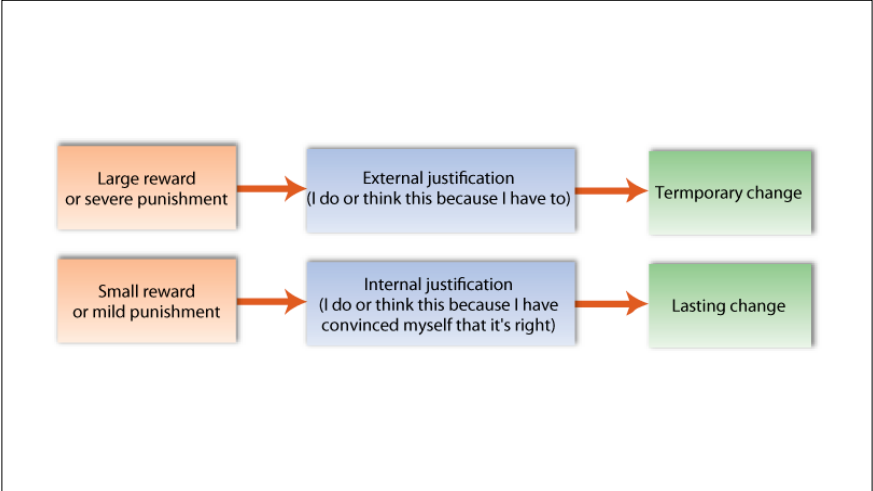 Large reward
or severe punishment
External justification
(I do or think this because I have to)
Termporary change
Small reward
or mild punishment
Internal justification
(I do or think this because I have
convinced myself that it's right)
Lasting change